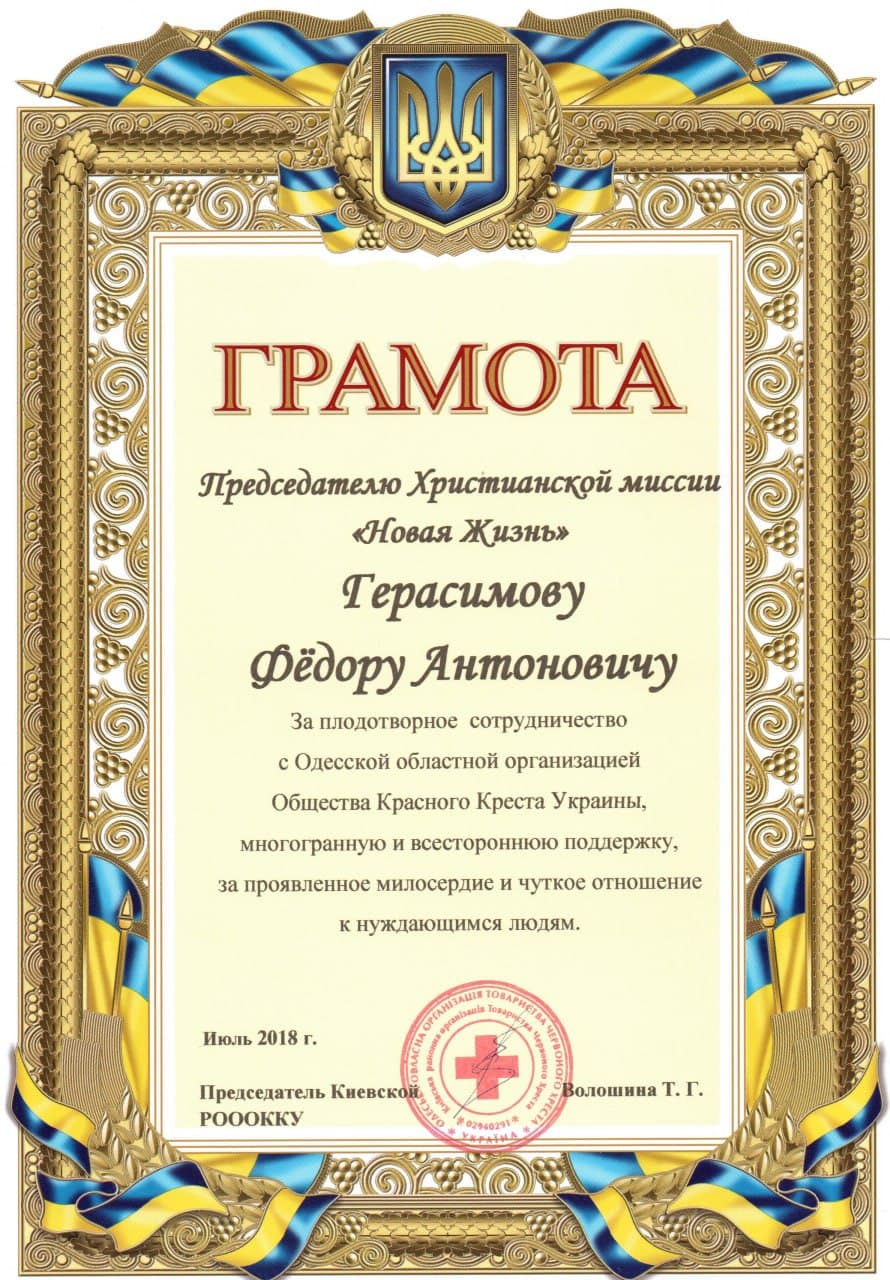 ГРАМОТА
Председателю Христианской миссии
«Новая Жизнь»
Герасимову
Фёдору Антоновичу
За плодотворное сотрудничество
с Одесской областной организацией
Общества Красного Креста Украины,
многогранную и всестороннюю поддержку,
за проявленное милосердие и чуткое отношение
к нуждающимся людям.
Июль 2018 г.
Председатель Киевской
РОООККУ
Волошина Т. Г.
ОДЕСЬКА ОБЛАСНА ОРГАНІЗАЦІЯ ТОВАРИСТВА ЧЕРВОНОГО ХРЕСТА
Київська районна організація Товариства Червоного Хреста
* 02940291 *
* УКРАЇНА *